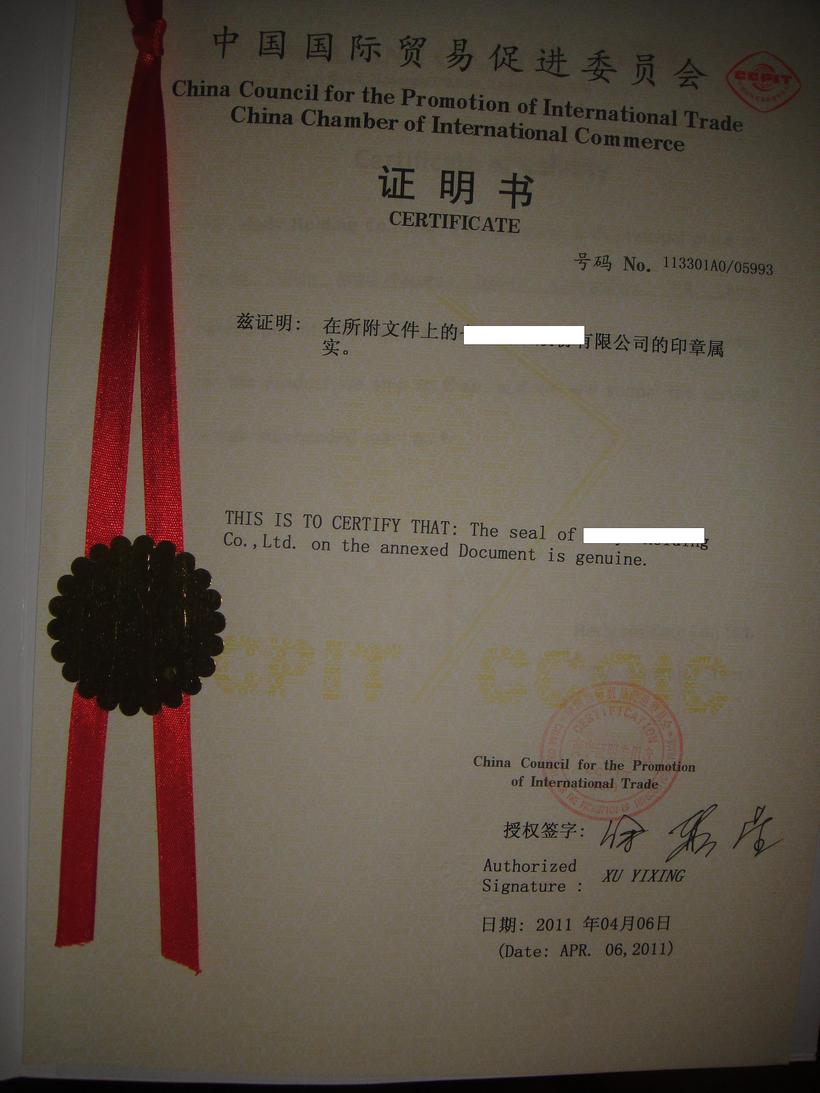 中国国际贸易促进委员会
CCPIT
China Council for the Promotion of International Trade
China Chamber of International Commerce
证明书
CERTIFICATE
号码 No. 113301A0/05993
兹证明: 在所附文件上的
有限公司的印章属
实。
THIS IS TO CERTIFY THAT: The seal of
Holding
Co.,Ltd. on the annexed Document is genuine.
CCPIT / CCOIC
CERTIFICATION
China Council for the Promotion
of International Trade
授权签字:
Authorized
Signature : XU YIXING
日期: 2011 年04月06日
(Date: APR. 06,2011)